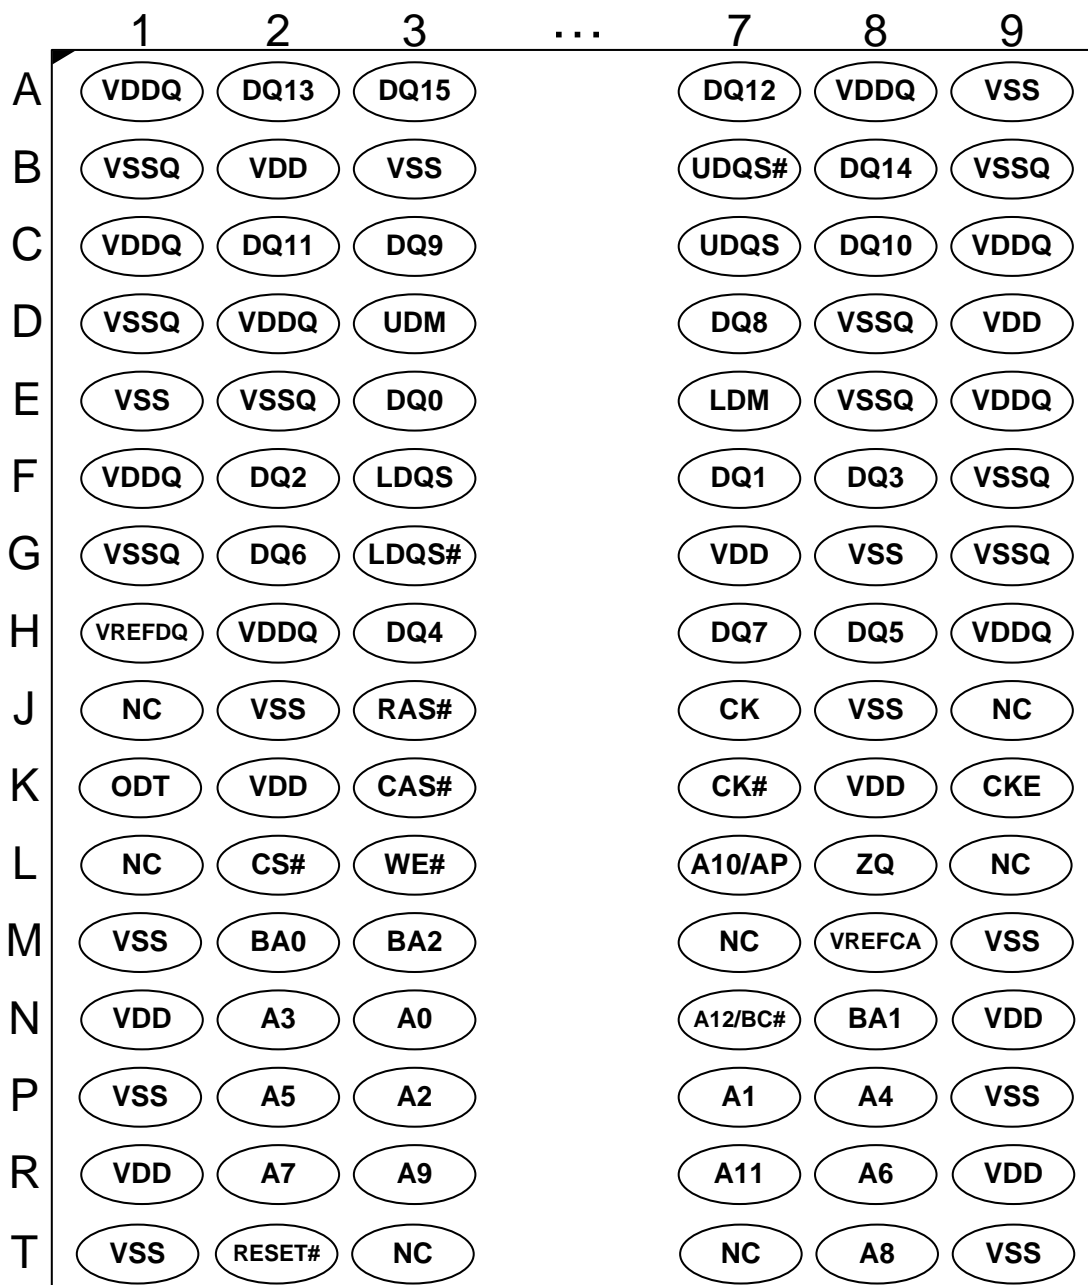 1 2 3 ... 7 8 9
A VDDQ DQ13 DQ15 DQ12 VDDQ VSS
B VSSQ VDD VSS UDQS# DQ14 VSSQ
C VDDQ DQ11 DQ9 UDQS DQ10 VDDQ
D VSSQ VDDQ UDM DQ8 VSSQ VDD
E VSS VSSQ DQ0 LDM VSSQ VDDQ
F VDDQ DQ2 LDQS DQ1 DQ3 VSSQ
G VSSQ DQ6 LDQS# VDD VSS VSSQ
H VREFDQ VDDQ DQ4 DQ7 DQ5 VDDQ
J NC VSS RAS# CK VSS NC
K ODT VDD CAS# CK# VDD CKE
L NC CS# WE# A10/AP ZQ NC
M VSS BA0 BA2 NC VREFCA VSS
N VDD A3 A0 A12/BC# BA1 VDD
P VSS A5 A2 A1 A4 VSS
R VDD A7 A9 A11 A6 VDD
T VSS RESET# NC NC A8 VSS